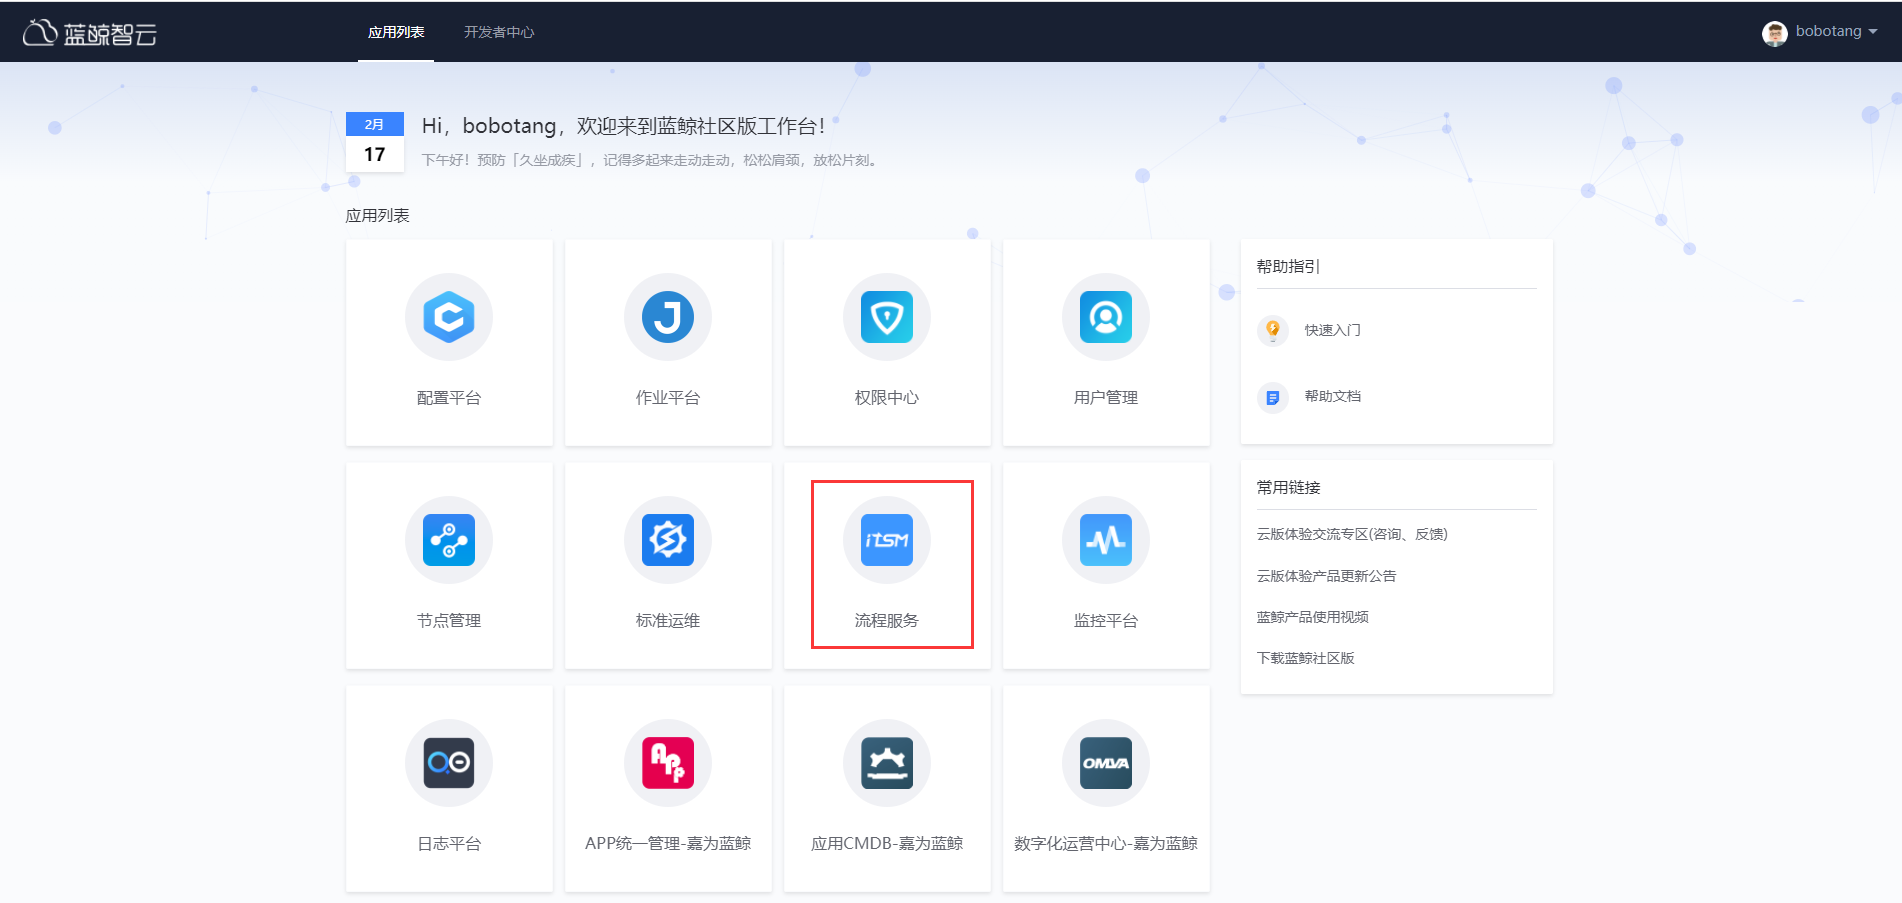 蓝鲸智云
应用列表
开发者中心
bobotang
2月
17
Hi，bobotang，欢迎来到蓝鲸社区版工作台！
下午好！预防「久坐成疾」，记得多起来走动走动，松松肩颈，放松片刻。
应用列表
配置平台
J
作业平台
权限中心
用户管理
节点管理
标准运维
iTSM
流程服务
监控平台
日志平台
APP
APP统一管理-嘉为蓝鲸
应用CMDB-嘉为蓝鲸
OMVA
数字化运营中心-嘉为蓝鲸
帮助指引
快速入门
帮助文档
常用链接
云版体验交流专区(咨询、反馈)
云版体验产品更新公告
蓝鲸产品使用视频
下载蓝鲸社区版